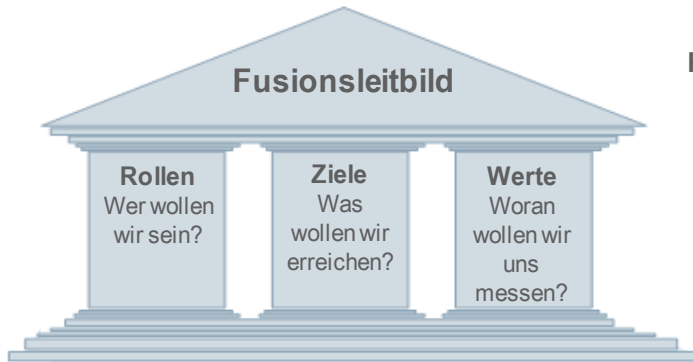 Fusionsleitbild
Rollen
Wer wollen
wir sein?
Ziele
Was
wollen wir
erreichen?
Werte
Woran
wollen wir
uns
messen?